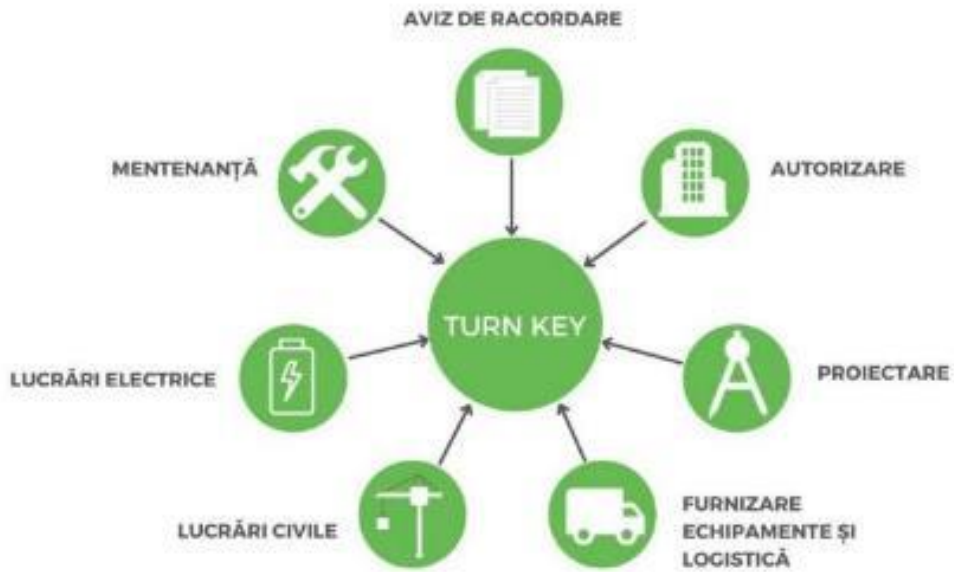 AVIZ DE RACORDARE
MENTENANȚĂ
AUTORIZARE
TURN KEY
LUCRĂRI ELECTRICE
PROIECTARE
LUCRĂRI CIVILE
FURNIZARE
ECHIPAMENTE ȘI
LOGISTICĂ